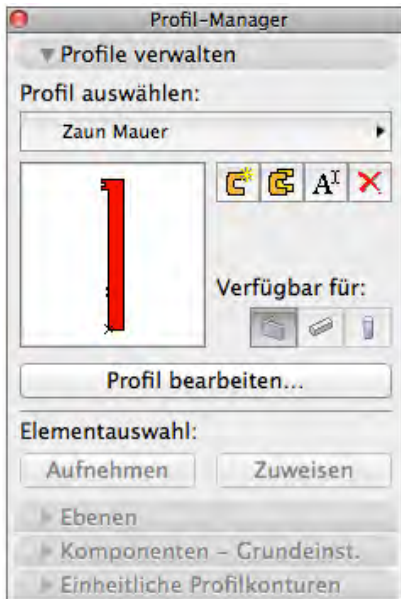 Profil-Manager
Profile verwalten
Profil auswählen:
Zaun Mauer
Verfügbar für:
Profil bearbeiten...
Elementauswahl:
Aufnehmen Zuweisen
Ebenen
Komponenten – Grundeinst.
Einheitliche Profilkonturen